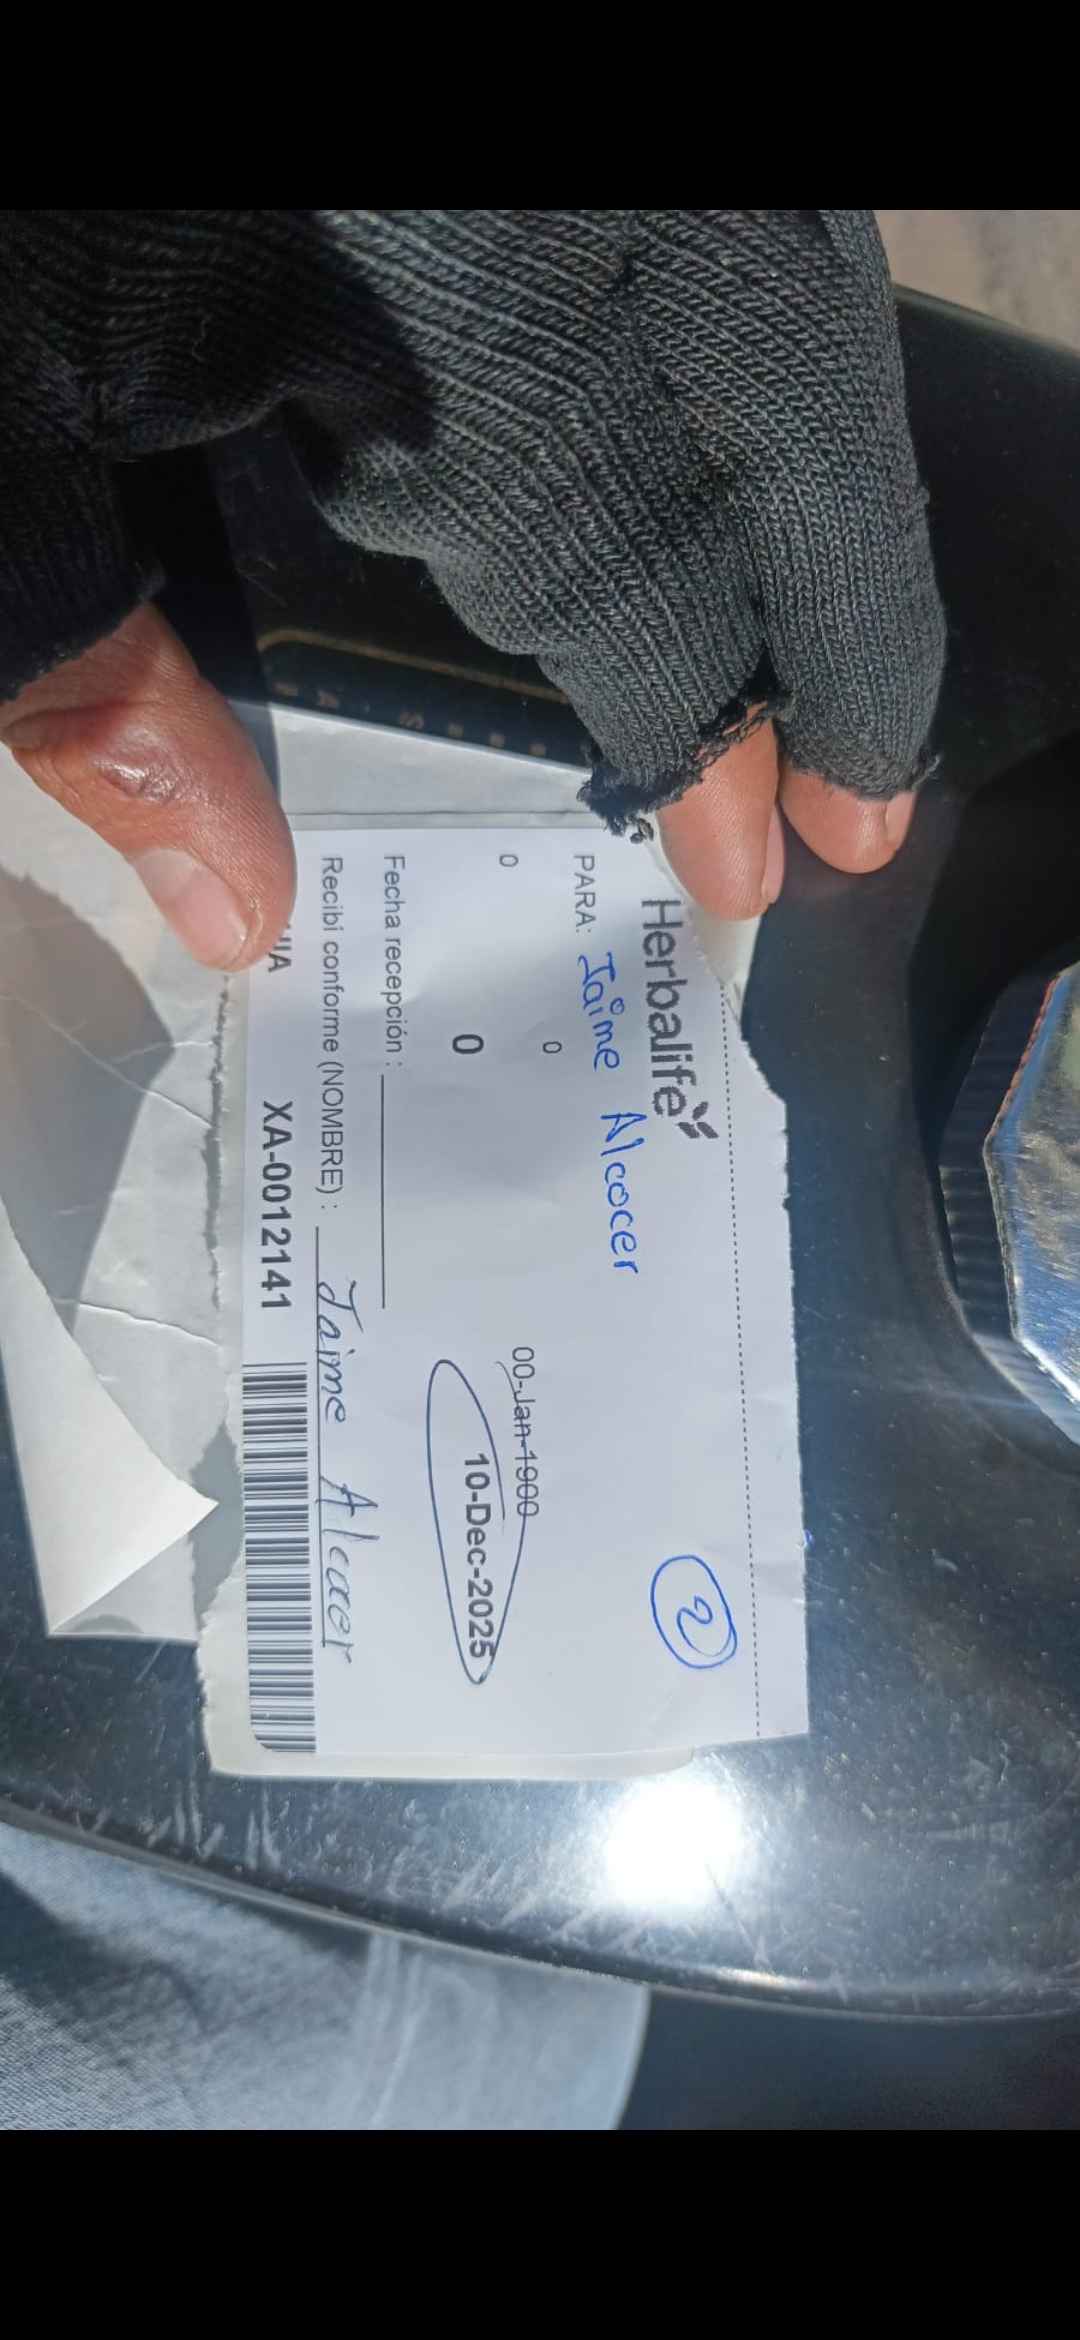 Herbalife
2
PARA: Jaime Alcocer
0
0 00-Jan-1900
0 10-Dec-2025
Fecha recepción :
Recibi conforme (NOMBRE) : Jaime Alcocer
XA-0012141